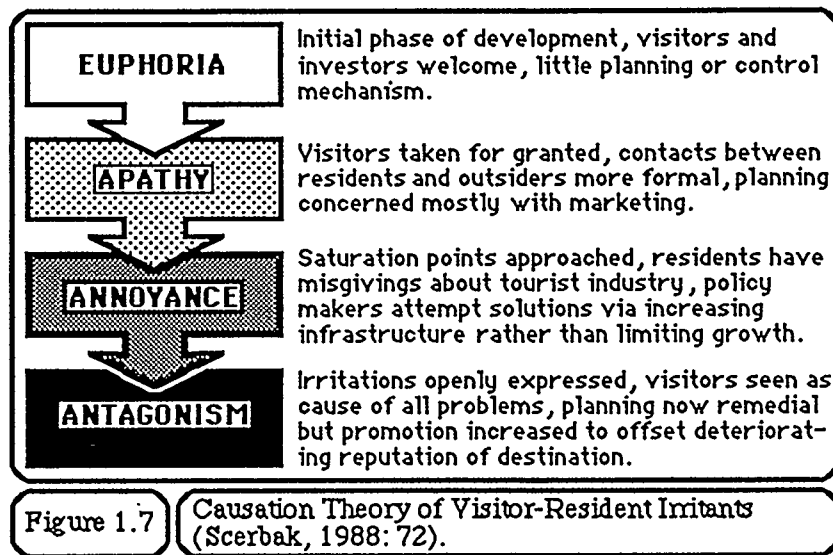 EUPHORIA
Initial phase of development, visitors and
investors welcome, little planning or control
mechanism.
APATHY
Visitors taken for granted, contacts between
residents and outsiders more formal, planning
concerned mostly with marketing.
ANNOYANCE
Saturation points approached, residents have
misgivings about tourist industry, policy
makers attempt solutions via increasing
infrastructure rather than limiting growth.
ANTAGONISM
Irritations openly expressed, visitors seen as
cause of all problems, planning now remedial
but promotion increased to offset deteriorat-
ing reputation of destination.
Figure 1.7
Causation Theory of Visitor-Resident Irritants
(Scerbak, 1988: 72).